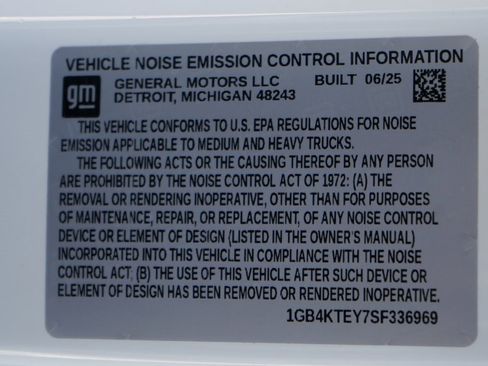 VEHICLE NOISE EMISSION CONTROL INFORMATION
gm GENERAL MOTORS LLC BUILT 06/25
DETROIT, MICHIGAN 48243
THIS VEHICLE CONFORMS TO U.S. EPA REGULATIONS FOR NOISE
EMISSION APPLICABLE TO MEDIUM AND HEAVY TRUCKS.
THE FOLLOWING ACTS OR THE CAUSING THEREOF BY ANY PERSON
ARE PROHIBITED BY THE NOISE CONTROL ACT OF 1972: (A) THE
REMOVAL OR RENDERING INOPERATIVE, OTHER THAN FOR PURPOSES
OF MAINTENANCE, REPAIR, OR REPLACEMENT, OF ANY NOISE CONTROL
DEVICE OR ELEMENT OF DESIGN (LISTED IN THE OWNER'S MANUAL)
INCORPORATED INTO THIS VEHICLE IN COMPLIANCE WITH THE NOISE
CONTROL ACT, (B) THE USE OF THIS VEHICLE AFTER SUCH DEVICE OR
ELEMENT OF DESIGN HAS BEEN REMOVED OR RENDERED INOPERATIVE.
1GB4KTEY7SF336969